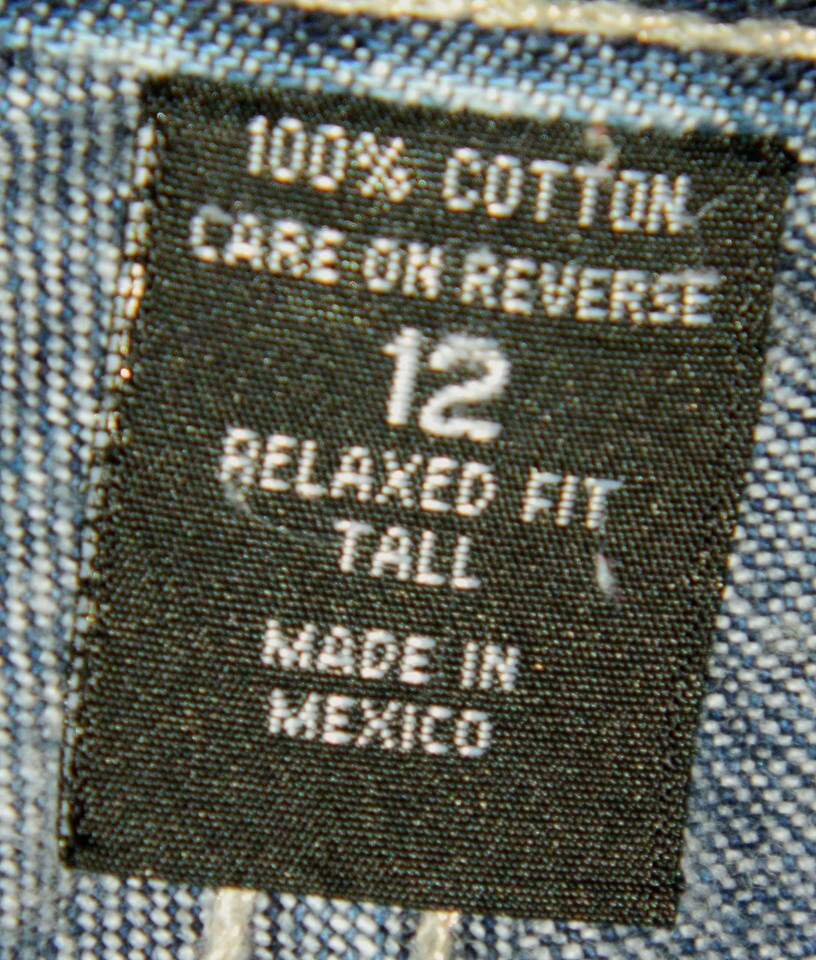 100% COTTON
CARE ON REVERSE
12
RELAXED FIT
TALL
MADE IN
MEXICO